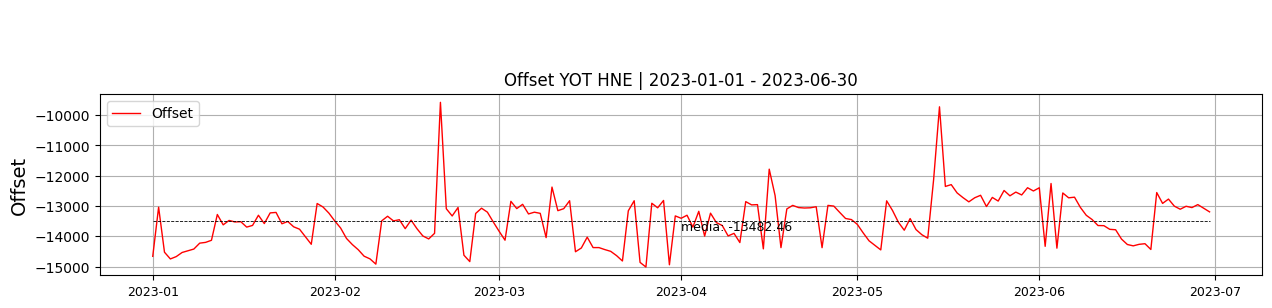 Offset YOT HNE | 2023-01-01 - 2023-06-30
Offset
Offset
−10000
−11000
−12000
−13000
−14000
−15000
media: -13482.46
2023-01 2023-02 2023-03 2023-04 2023-05 2023-06 2023-07